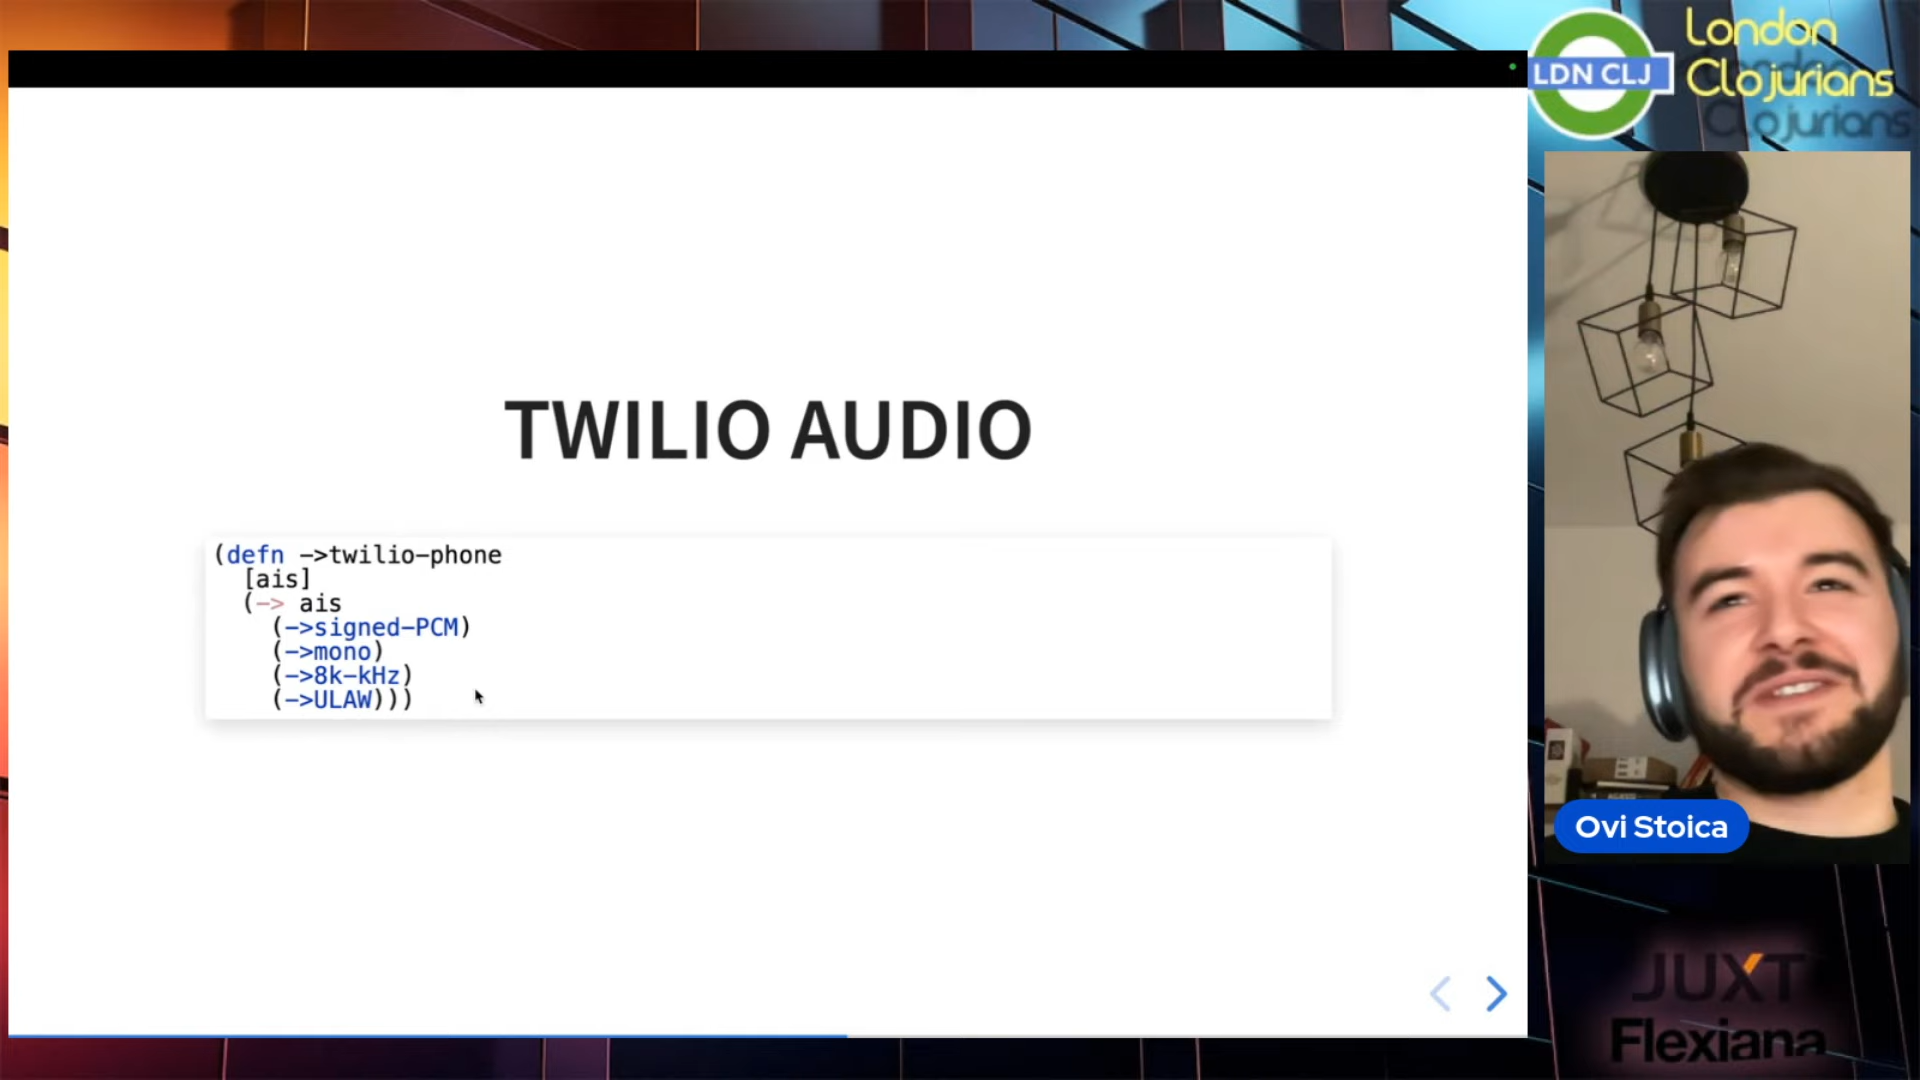 LDN CLJ
London
Clojurians
Clojurians
TWILIO AUDIO
(defn ->twilio-phone
[ais]
(-> ais
(->signed-PCM)
(->mono)
(->8k-kHz)
(->ULAW)))
Ovi Stoica
JUXT
Flexiana